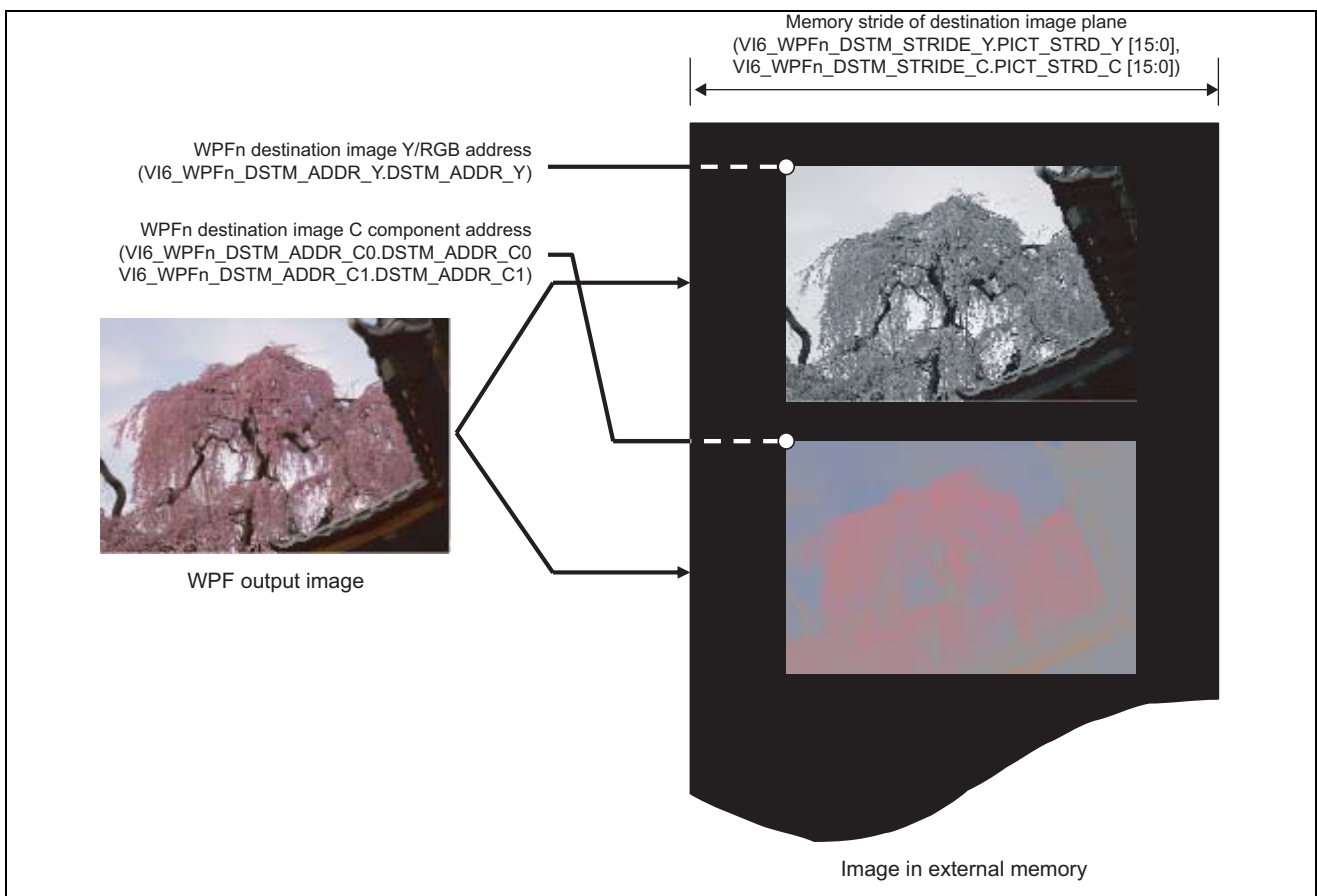 Memory stride of destination image plane
(VI6_WPFn_DSTM_STRIDE_Y.PICT_STRD_Y [15:0],
VI6_WPFn_DSTM_STRIDE_C.PICT_STRD_C [15:0])
WPFn destination image Y/RGB address
(VI6_WPFn_DSTM_ADDR_Y.DSTM_ADDR_Y)
WPFn destination image C component address
(VI6_WPFn_DSTM_ADDR_C0.DSTM_ADDR_C0
VI6_WPFn_DSTM_ADDR_C1.DSTM_ADDR_C1)
WPF output image
Image in external memory